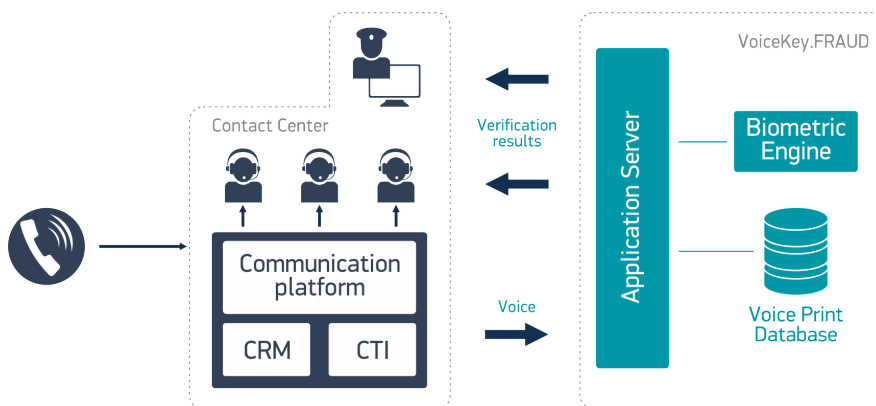 VoiceKey.FRAUD
Contact Center
Verification
results
Application Server
Biometric
Engine
Communication
platform
CRM
CTI
Voice
Voice Print
Database